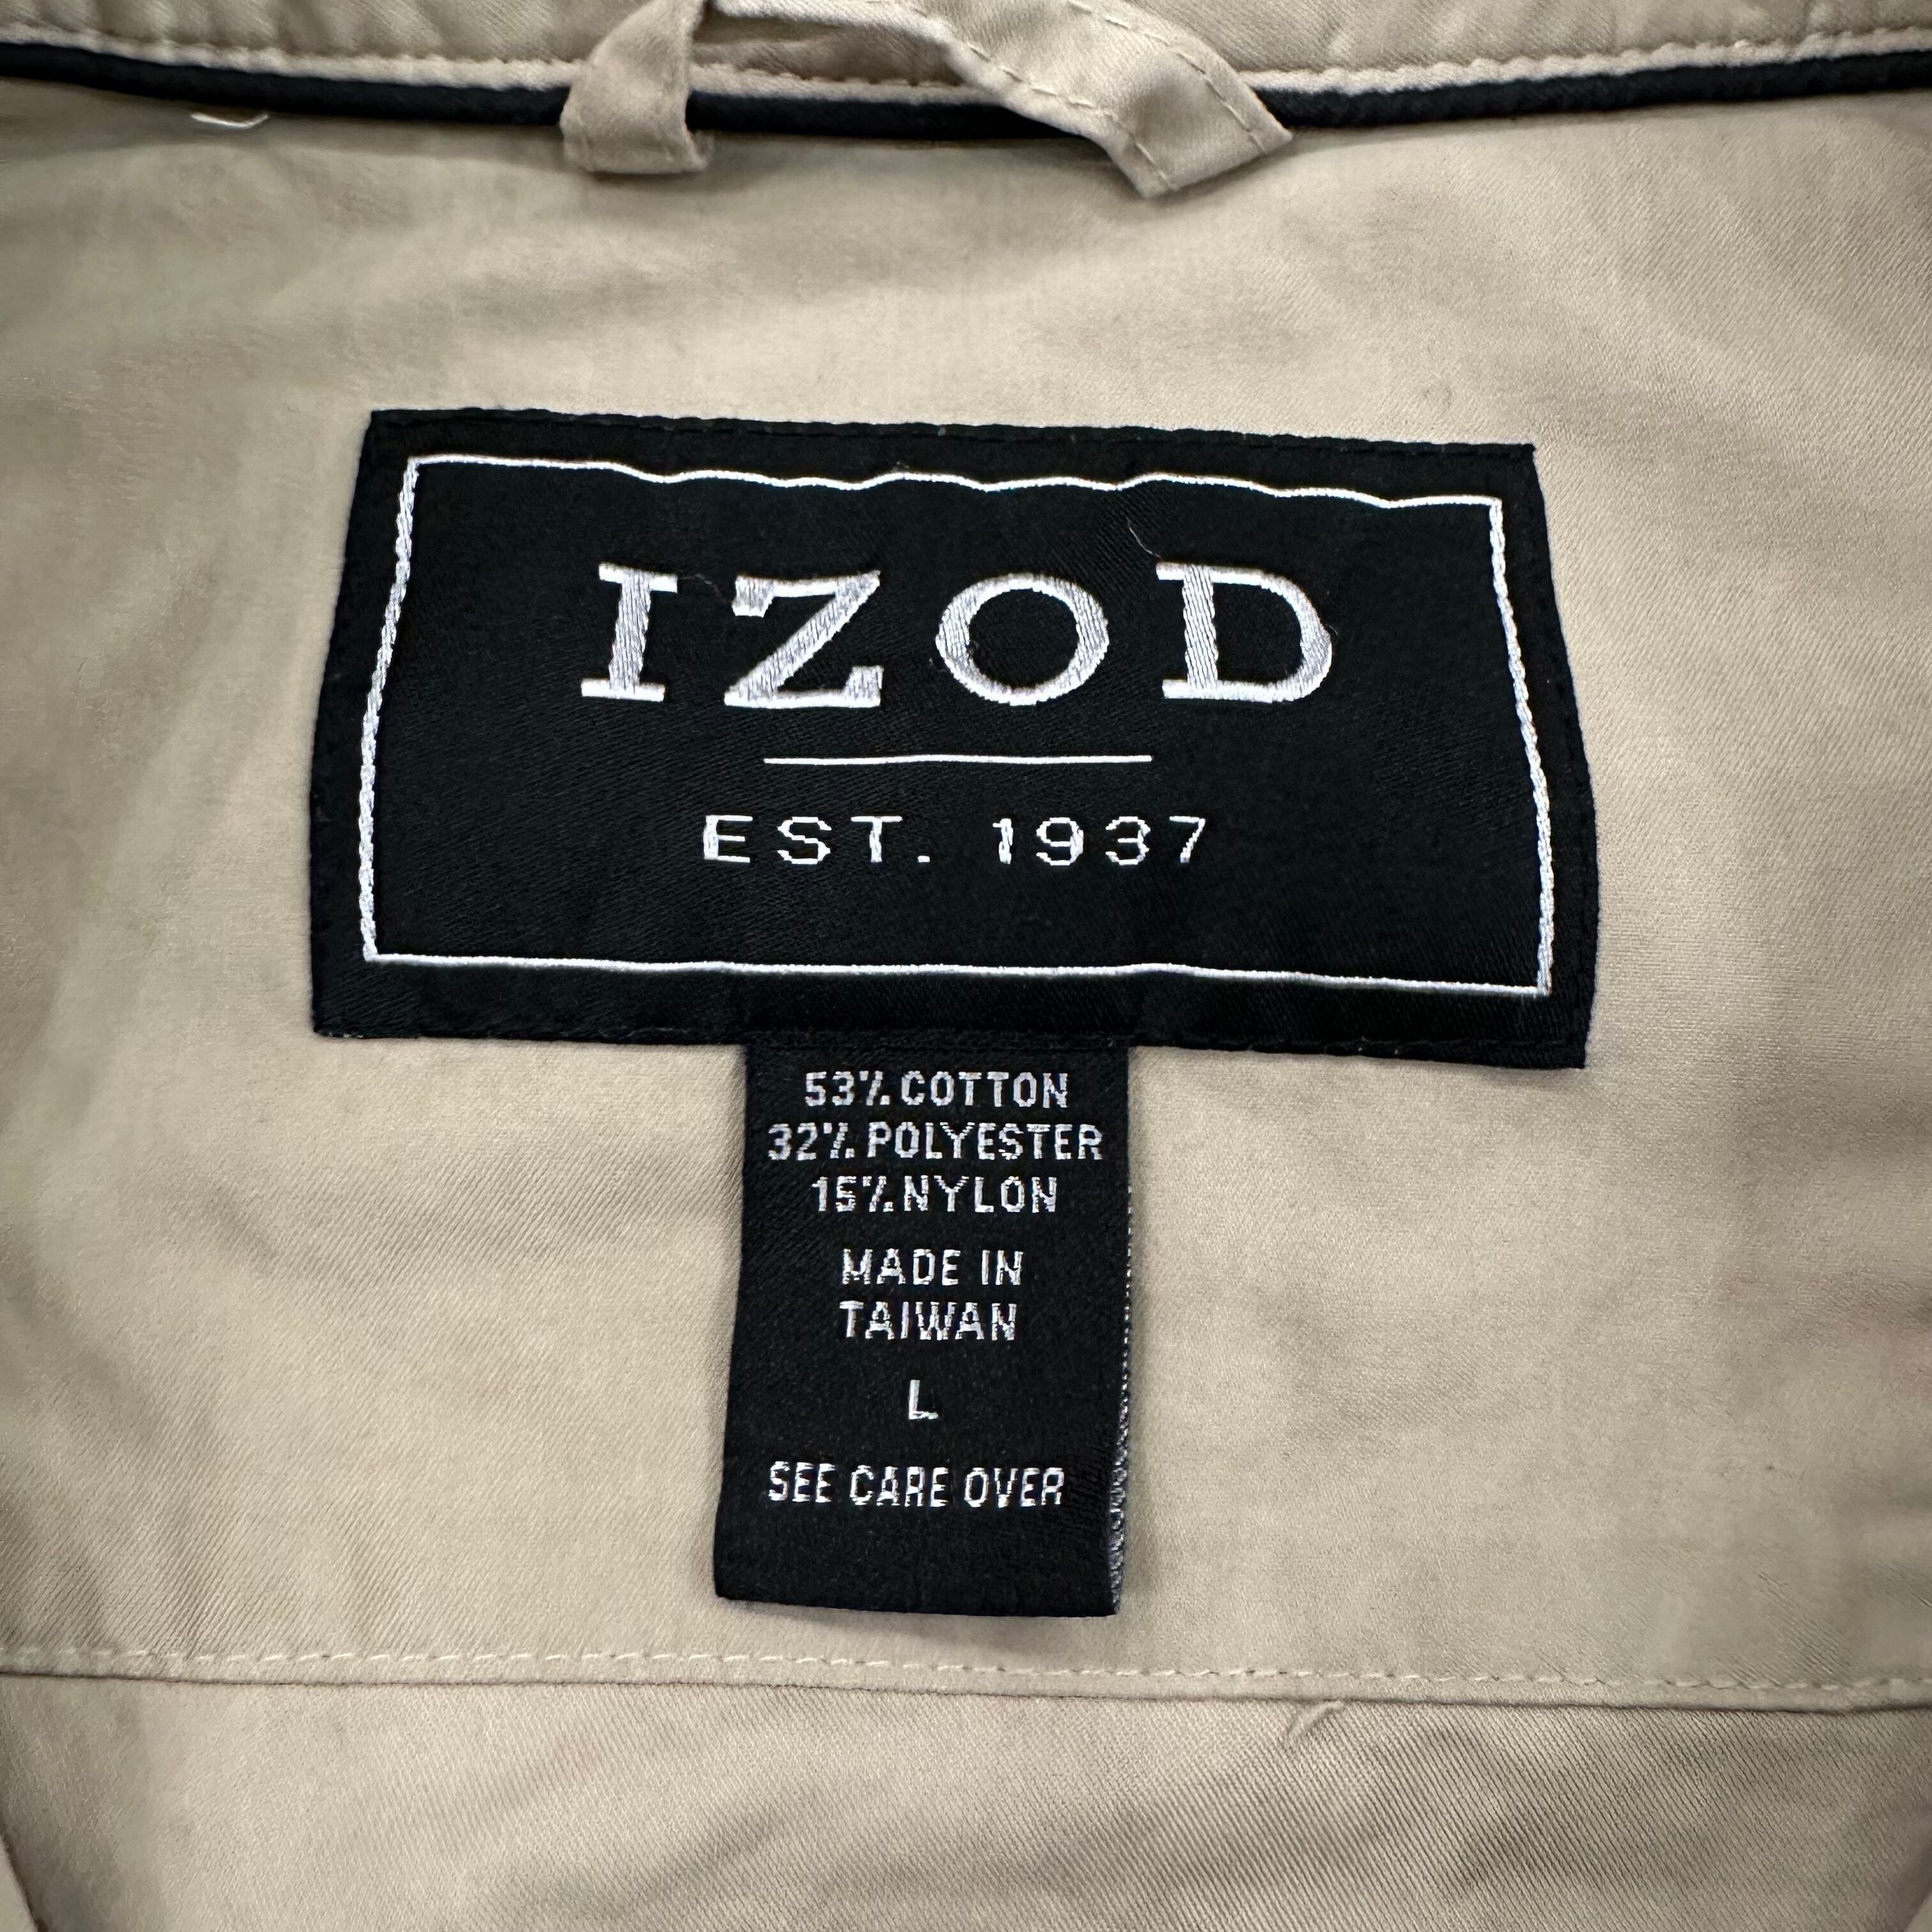 IZOD
EST. 1937
53% COTTON
32% POLYESTER
15% NYLON
MADE IN
TAIWAN
L
SEE CARE OVER